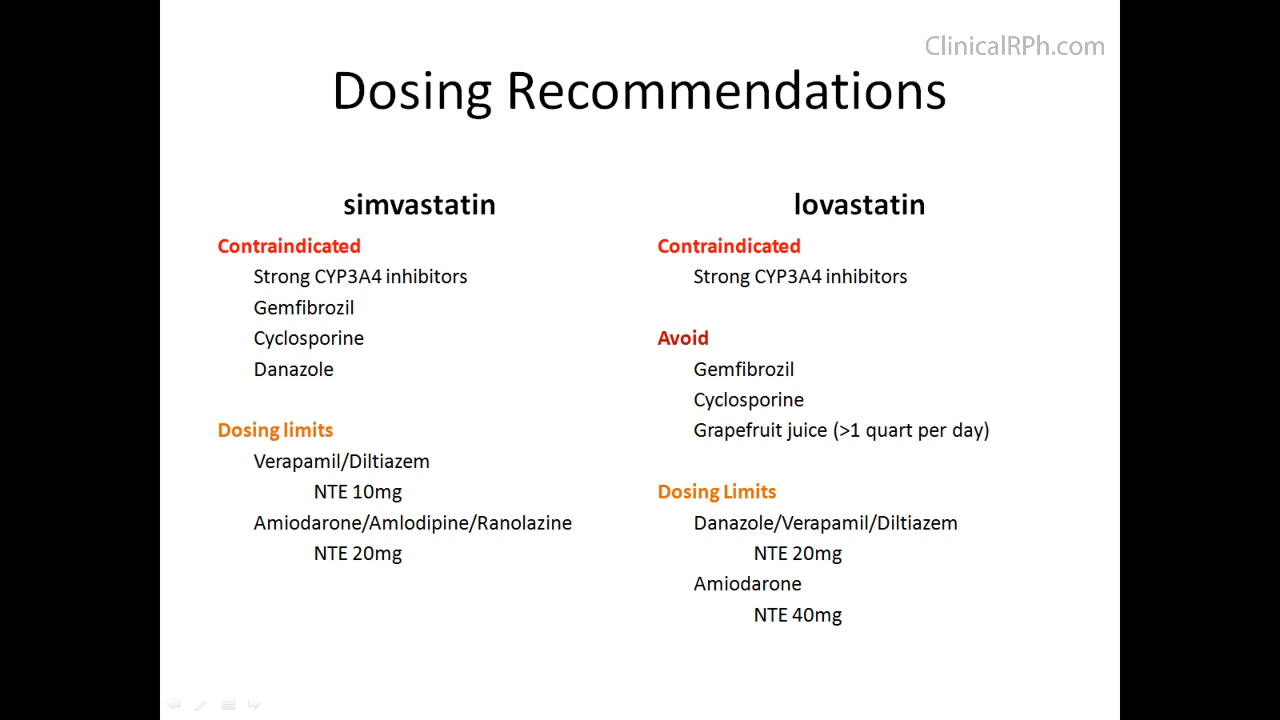 ClinicalRPh.com
Dosing Recommendations
simvastatin
Contraindicated
Strong CYP3A4 inhibitors
Gemfibrozil
Cyclosporine
Danazole
Dosing limits
Verapamil/Diltiazem
NTE 10mg
Amiodarone/Amlodipine/Ranolazine
NTE 20mg
lovastatin
Contraindicated
Strong CYP3A4 inhibitors
Avoid
Gemfibrozil
Cyclosporine
Grapefruit juice (>1 quart per day)
Dosing Limits
Danazole/Verapamil/Diltiazem
NTE 20mg
Amiodarone
NTE 40mg